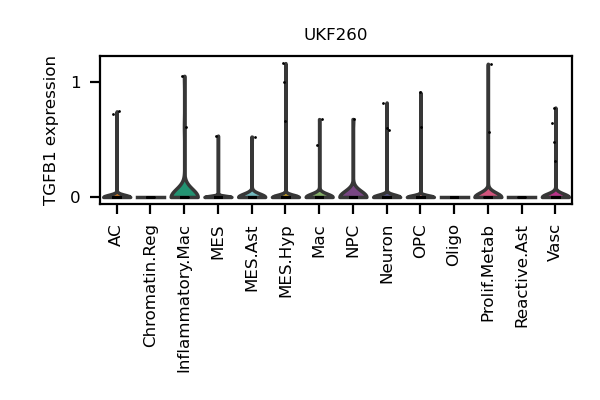 UKF260
TGFB1 expression
1
0
AC
Chromatin.Reg
Inflammatory.Mac
MES
MES.Ast
MES.Hyp
Mac
NPC
Neuron
OPC
Oligo
Prolif.Metab
Reactive.Ast
Vasc